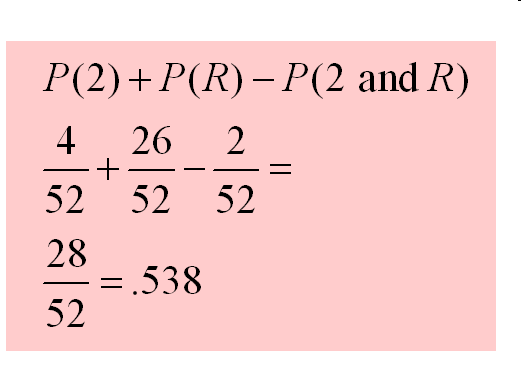 P(2) + P(R) − P(2 and R)
4/52 + 26/52 − 2/52 =
28/52 = .538